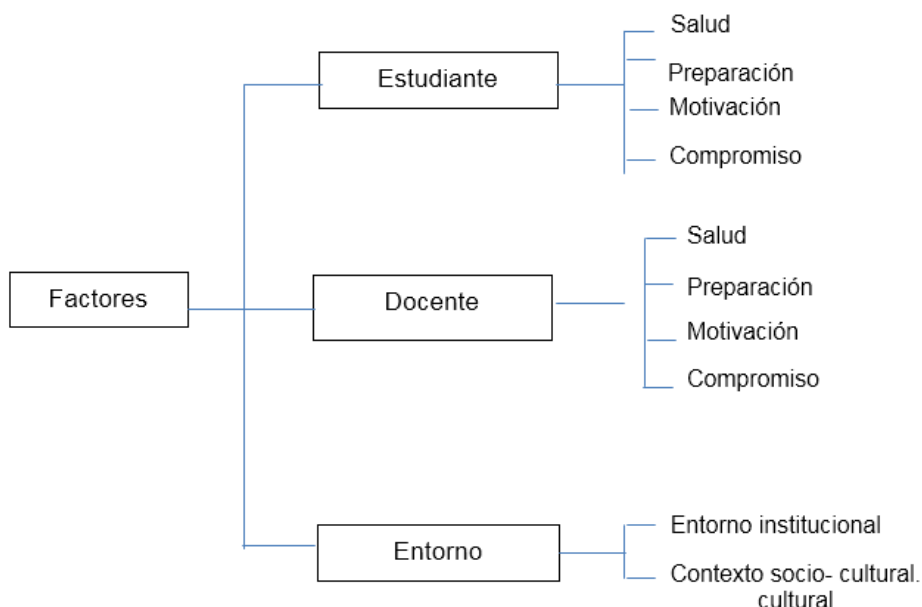 Factores
Estudiante
Salud
Preparación
Motivación
Compromiso
Docente
Salud
Preparación
Motivación
Compromiso
Entorno
Entorno institucional
Contexto socio- cultural.
cultural